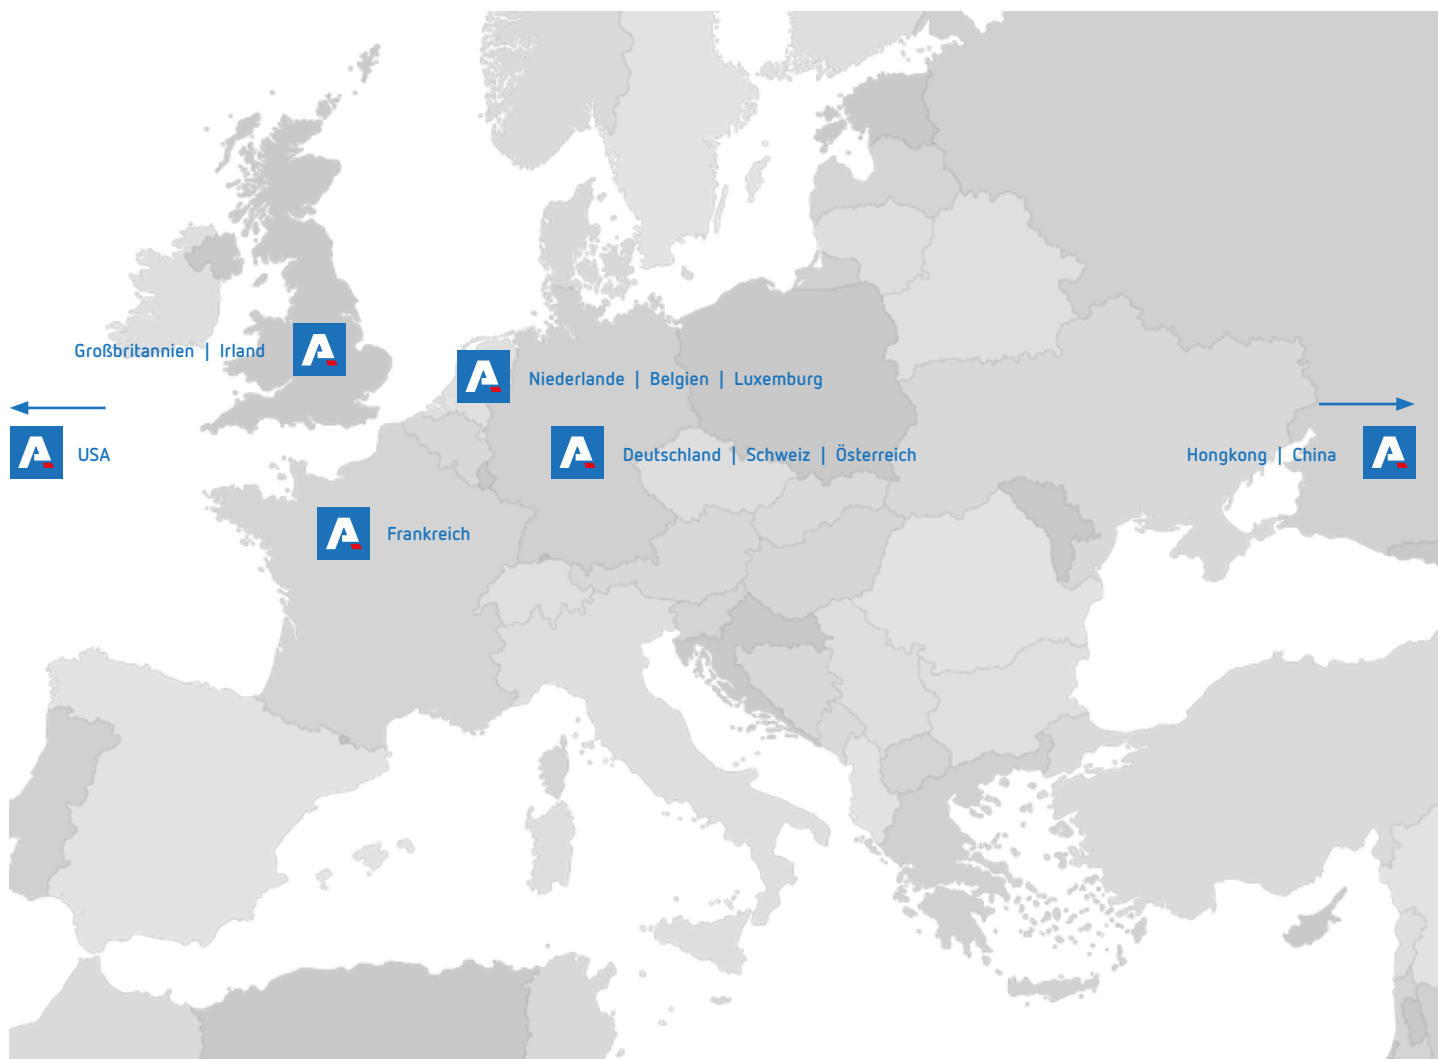 Großbritannien | Irland
Niederlande | Belgien | Luxemburg
USA
Deutschland | Schweiz | Österreich
Hongkong | China
Frankreich